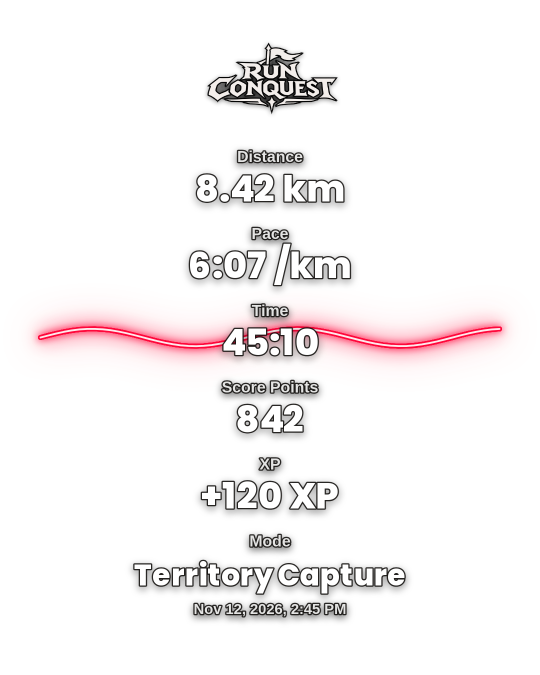 RUN
CONQUEST
Distance
8.42 km
Pace
6:07 /km
Time
45:10
Score Points
842
XP
+120 XP
Mode
Territory Capture
Nov 12, 2026, 2:45 PM